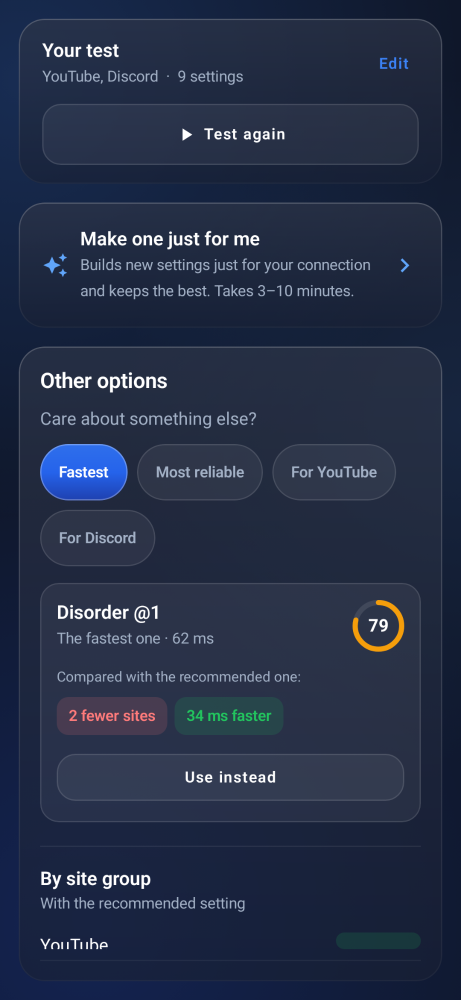 Your test
YouTube, Discord · 9 settings
Edit
Test again
Make one just for me
Builds new settings just for your connection
and keeps the best. Takes 3–10 minutes.
Other options
Care about something else?
Fastest
Most reliable
For YouTube
For Discord
Disorder @1
The fastest one · 62 ms
79
Compared with the recommended one:
2 fewer sites
34 ms faster
Use instead
By site group
With the recommended setting
YouTube